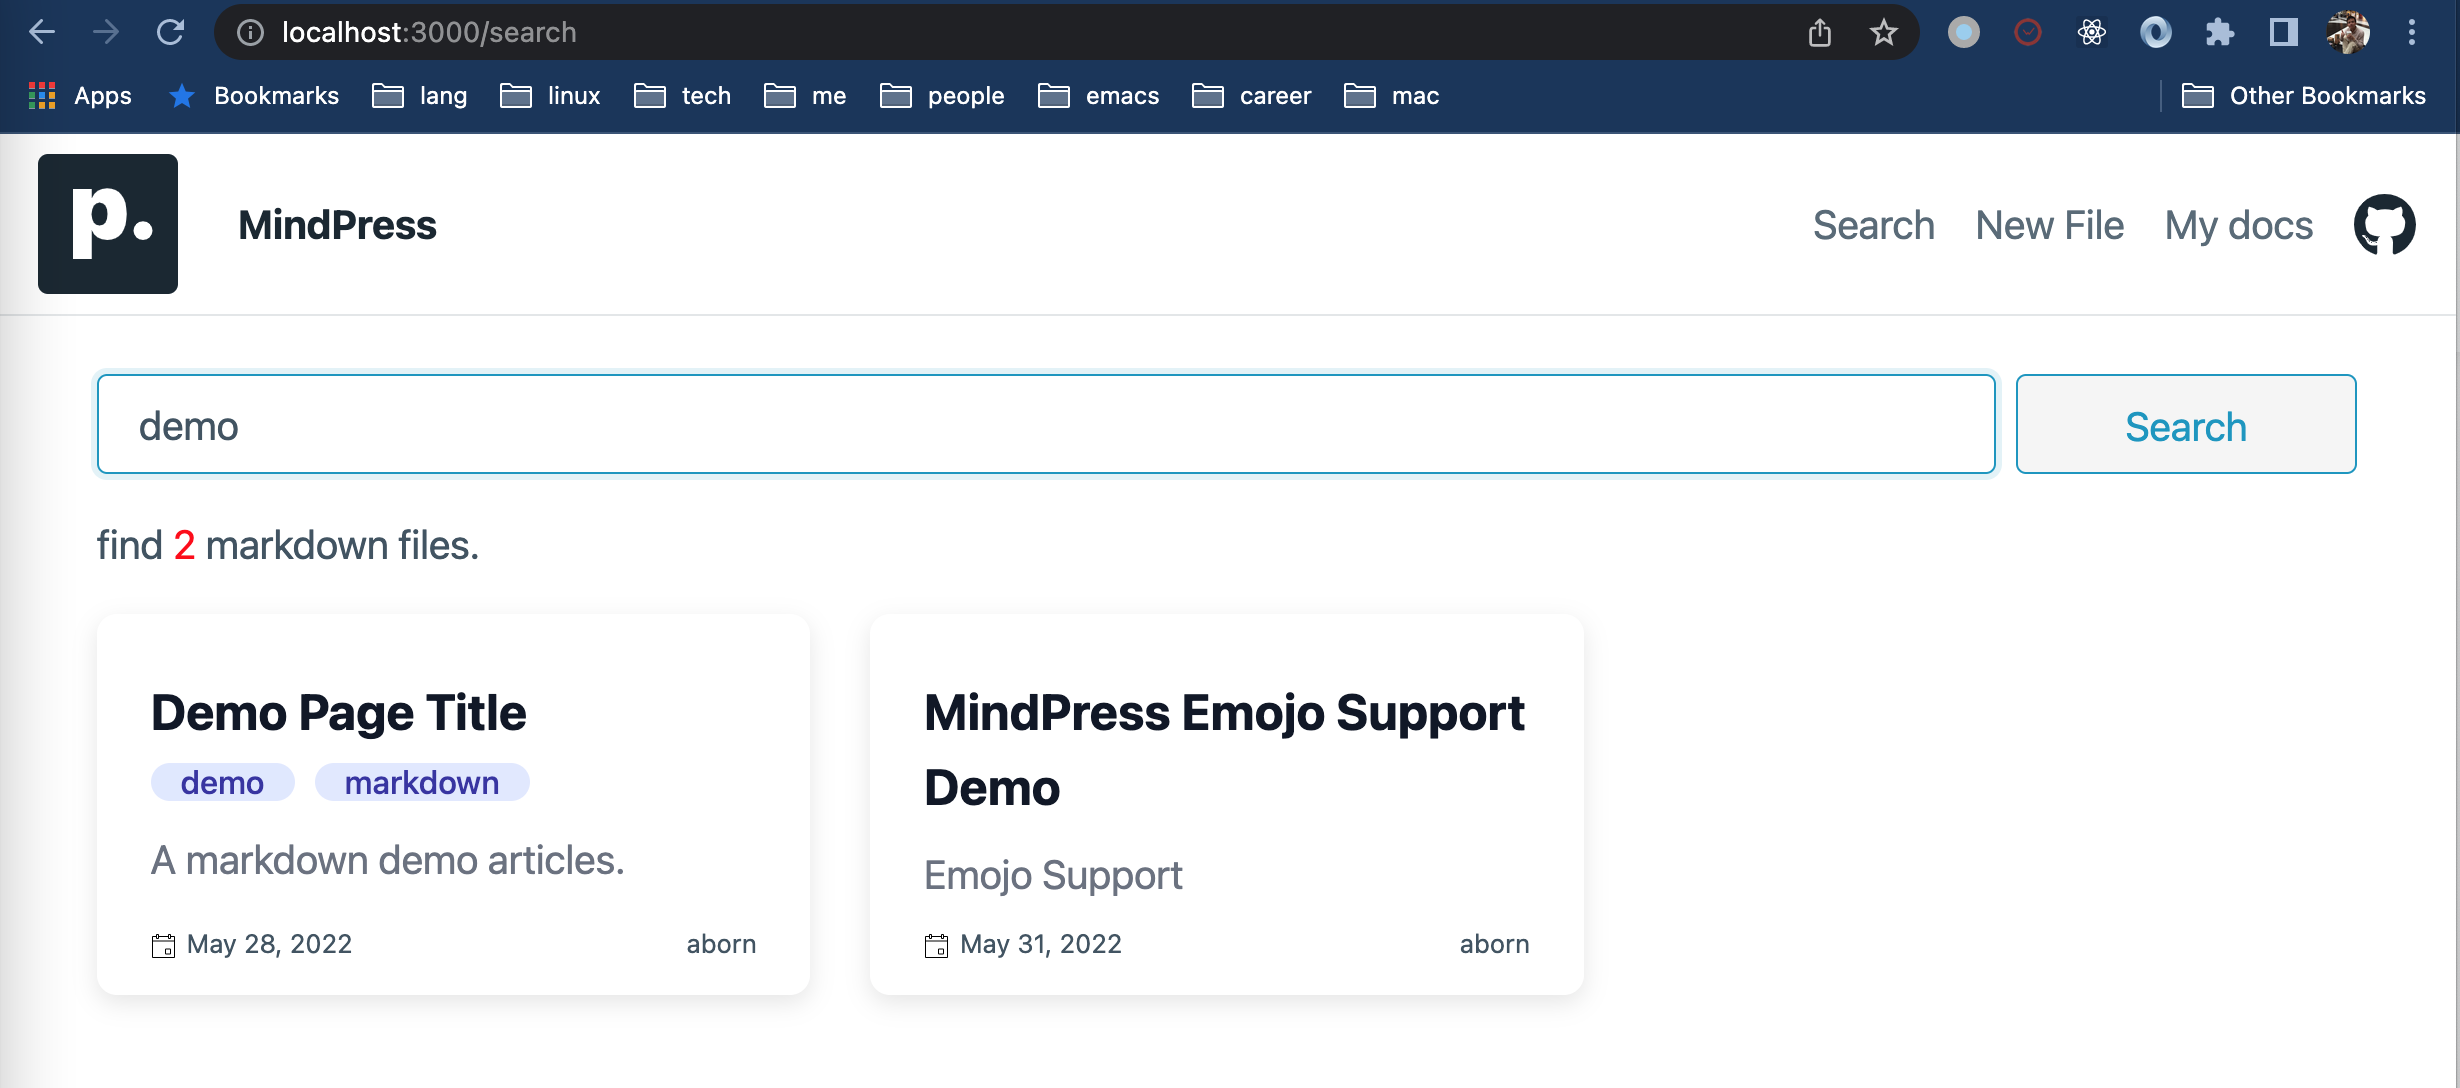 localhost:3000/search
Apps Bookmarks lang linux tech me people emacs career mac Other Bookmarks
p. MindPress Search New File My docs
demo Search
find 2 markdown files.
Demo Page Title
demo markdown
A markdown demo articles.
May 28, 2022 aborn
MindPress Emojo Support
Demo
Emojo Support
May 31, 2022 aborn